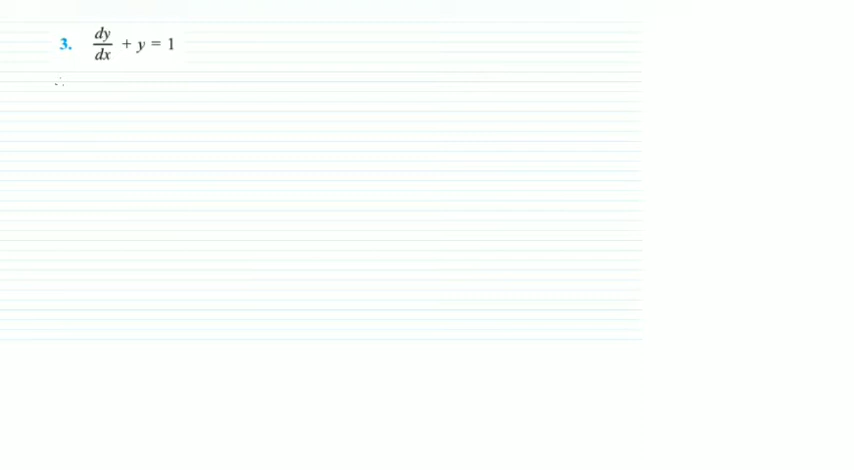 3. dy/dx + y = 1
∴